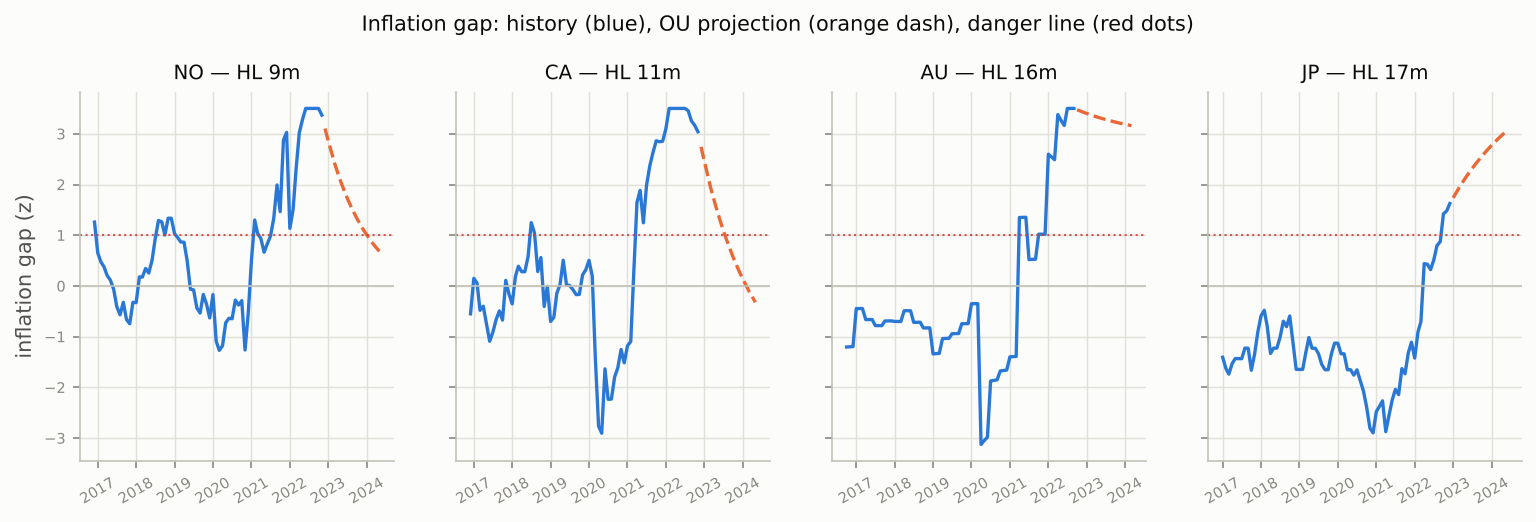 Inflation gap: history (blue), OU projection (orange dash), danger line (red dots)
NO — HL 9m
CA — HL 11m
AU — HL 16m
JP — HL 17m
inflation gap (z)
3
2
1
0
−1
−2
−3
2017 2018 2019 2020 2021 2022 2023 2024
2017 2018 2019 2020 2021 2022 2023 2024
2017 2018 2019 2020 2021 2022 2023 2024
2017 2018 2019 2020 2021 2022 2023 2024